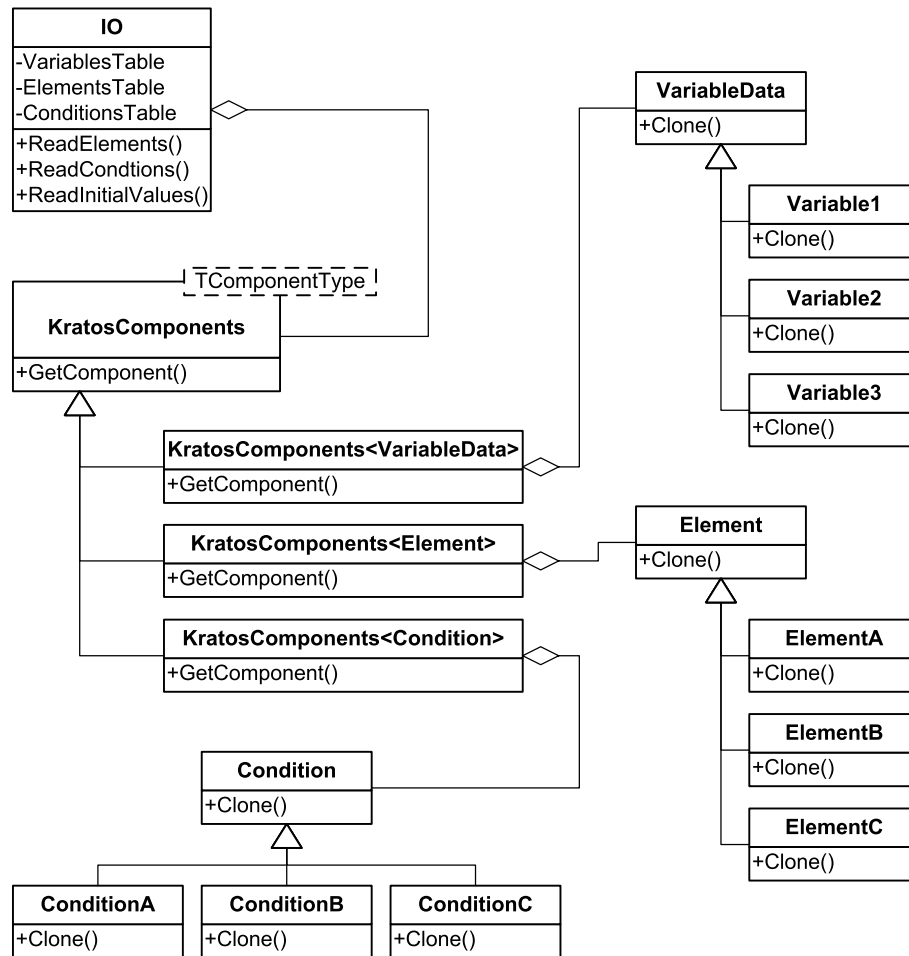 IO
-VariablesTable
-ElementsTable
-ConditionsTable
+ReadElements()
+ReadCondtions()
+ReadInitialValues()
VariableData
+Clone()
Variable1
+Clone()
Variable2
+Clone()
Variable3
+Clone()
TComponentType
KratosComponents
+GetComponent()
KratosComponents<VariableData>
+GetComponent()
KratosComponents<Element>
+GetComponent()
KratosComponents<Condition>
+GetComponent()
Element
+Clone()
ElementA
+Clone()
ElementB
+Clone()
ElementC
+Clone()
Condition
+Clone()
ConditionA
+Clone()
ConditionB
+Clone()
ConditionC
+Clone()